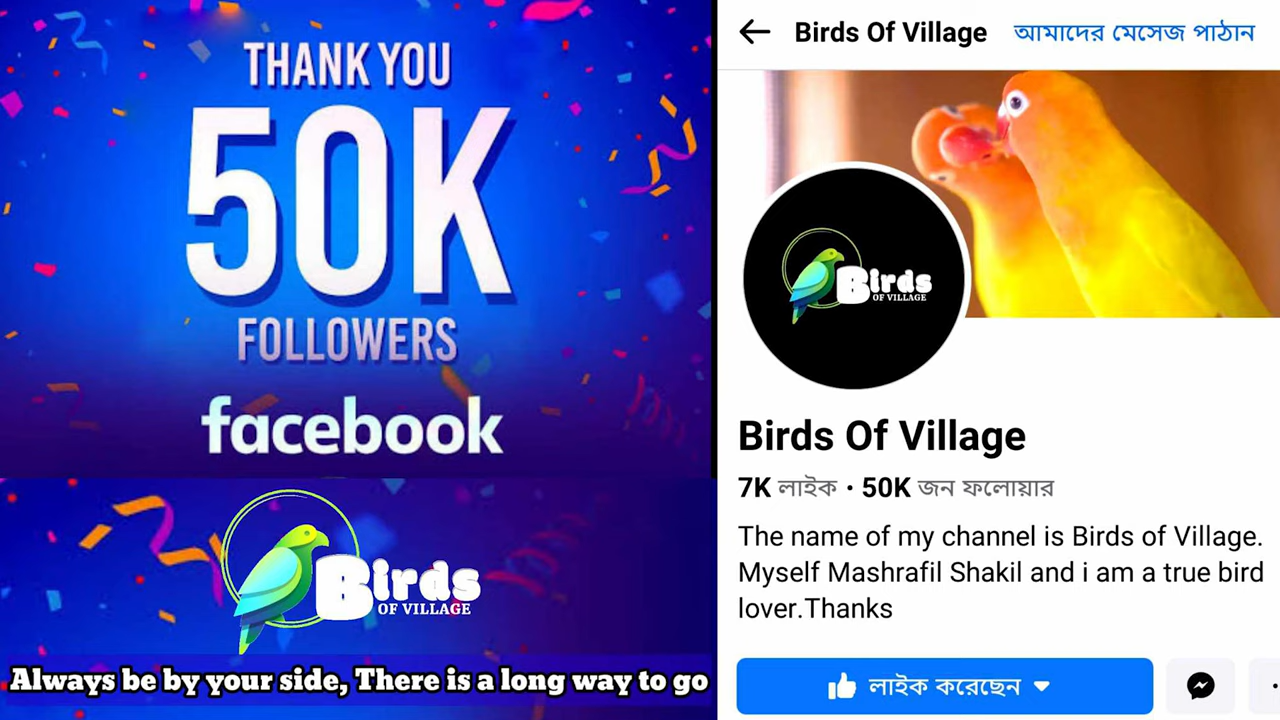 THANK YOU
50K
FOLLOWERS
facebook
Birds
OF VILLAGE
Always be by your side, There is a long way to go
Birds Of Village আমাদের মেসেজ পাঠান
Birds
OF VILLAGE
Birds Of Village
7K লাইক • 50K জন ফলোয়ার
The name of my channel is Birds of Village.
Myself Mashrafil Shakil and i am a true bird
lover.Thanks
লাইক করেছেন